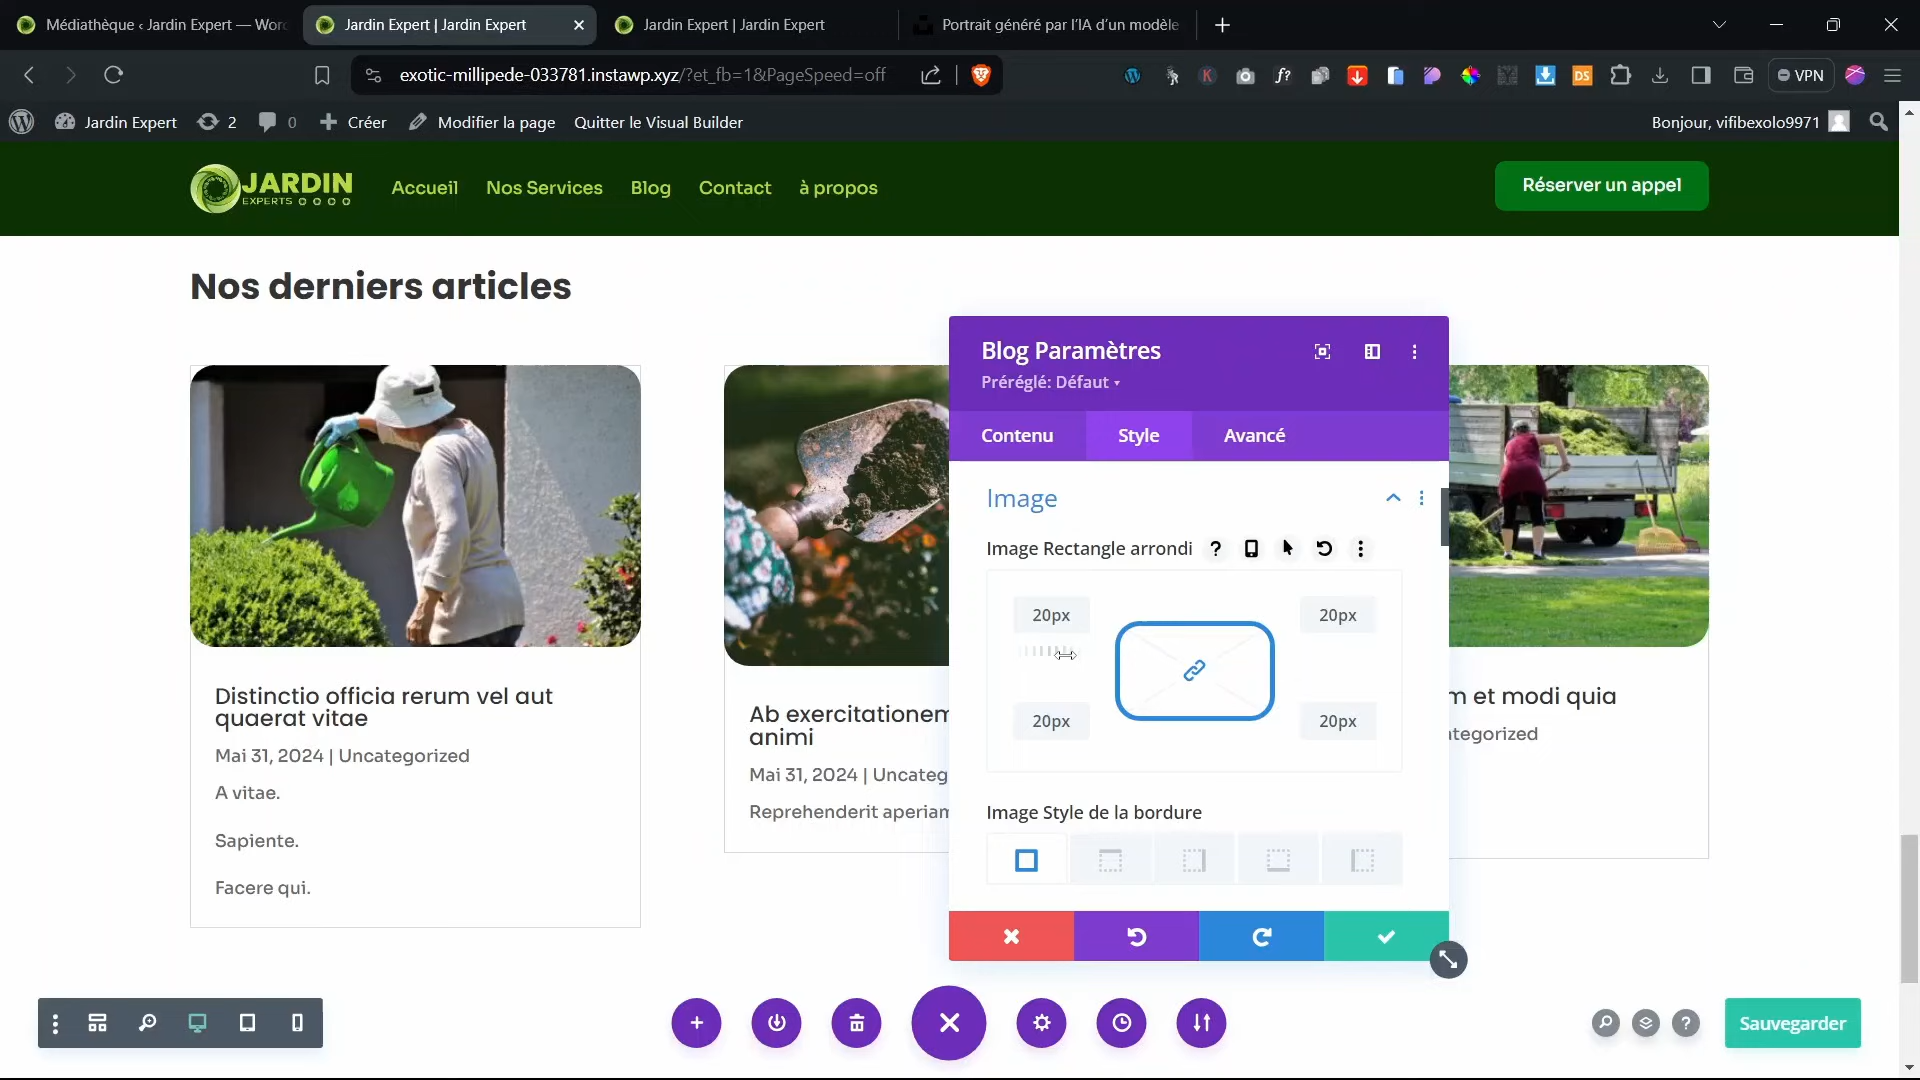 Médiathèque ‹ Jardin Expert — Wor
Jardin Expert | Jardin Expert
Jardin Expert | Jardin Expert
Portrait généré par l'IA d'un modèle
exotic-millipede-033781.instawp.xyz/?et_fb=1&PageSpeed=off
VPN
Jardin Expert
2
0
Créer
Modifier la page
Quitter le Visual Builder
Bonjour, vifibexolo9971
JARDIN
EXPERTS
Accueil
Nos Services
Blog
Contact
à propos
Réserver un appel
Nos derniers articles
Distinctio officia rerum vel aut
quaerat vitae
Mai 31, 2024 | Uncategorized
A vitae.
Sapiente.
Facere qui.
Ab exercitationem
animi
Mai 31, 2024 | Uncateg
Reprehenderit aperiam
et modi quia
tegorized
Blog Paramètres
Préréglé: Défaut
Contenu
Style
Avancé
Image
Image Rectangle arrondi
20px
20px
20px
20px
Image Style de la bordure
Sauvegarder